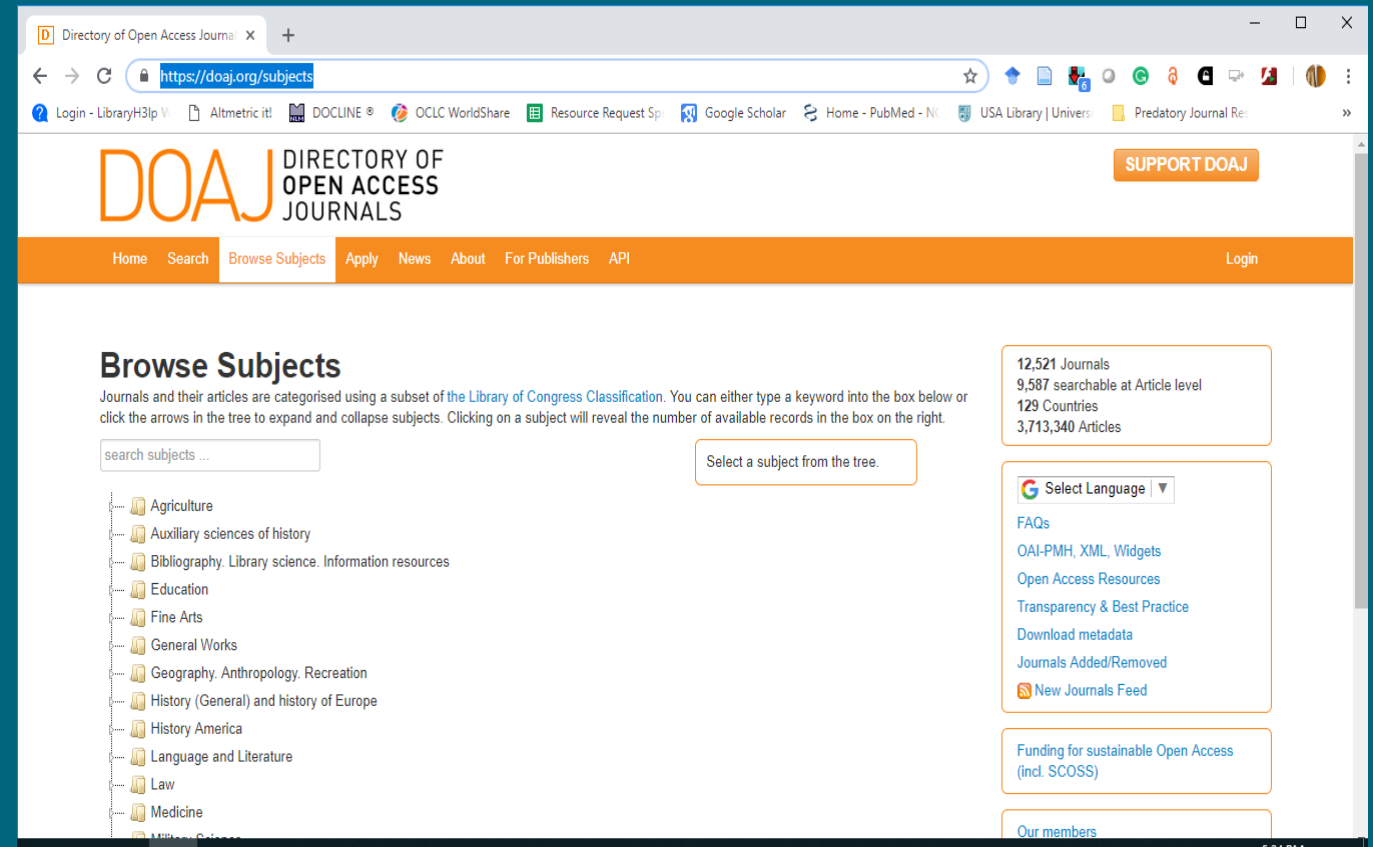 Directory of Open Access Journal
https://doaj.org/subjects
6
Login - LibraryH3lp
Altmetric it!
DOCLINE ®
OCLC WorldShare
Resource Request Sp
Google Scholar
Home - PubMed - NC
USA Library | Univers
Predatory Journal Re
»
DOAJ
DIRECTORY OF
OPEN ACCESS
JOURNALS
SUPPORT DOAJ
Home Search Browse Subjects Apply News About For Publishers API Login
Browse Subjects
Journals and their articles are categorised using a subset of the Library of Congress Classification. You can either type a keyword into the box below or
click the arrows in the tree to expand and collapse subjects. Clicking on a subject will reveal the number of available records in the box on the right.
search subjects ...
Select a subject from the tree.
Agriculture
Auxiliary sciences of history
Bibliography. Library science. Information resources
Education
Fine Arts
General Works
Geography. Anthropology. Recreation
History (General) and history of Europe
History America
Language and Literature
Law
Medicine
Military Science
12,521 Journals
9,587 searchable at Article level
129 Countries
3,713,340 Articles
Select Language
FAQs
OAI-PMH, XML, Widgets
Open Access Resources
Transparency & Best Practice
Download metadata
Journals Added/Removed
New Journals Feed
Funding for sustainable Open Access
(incl. SCOSS)
Our members